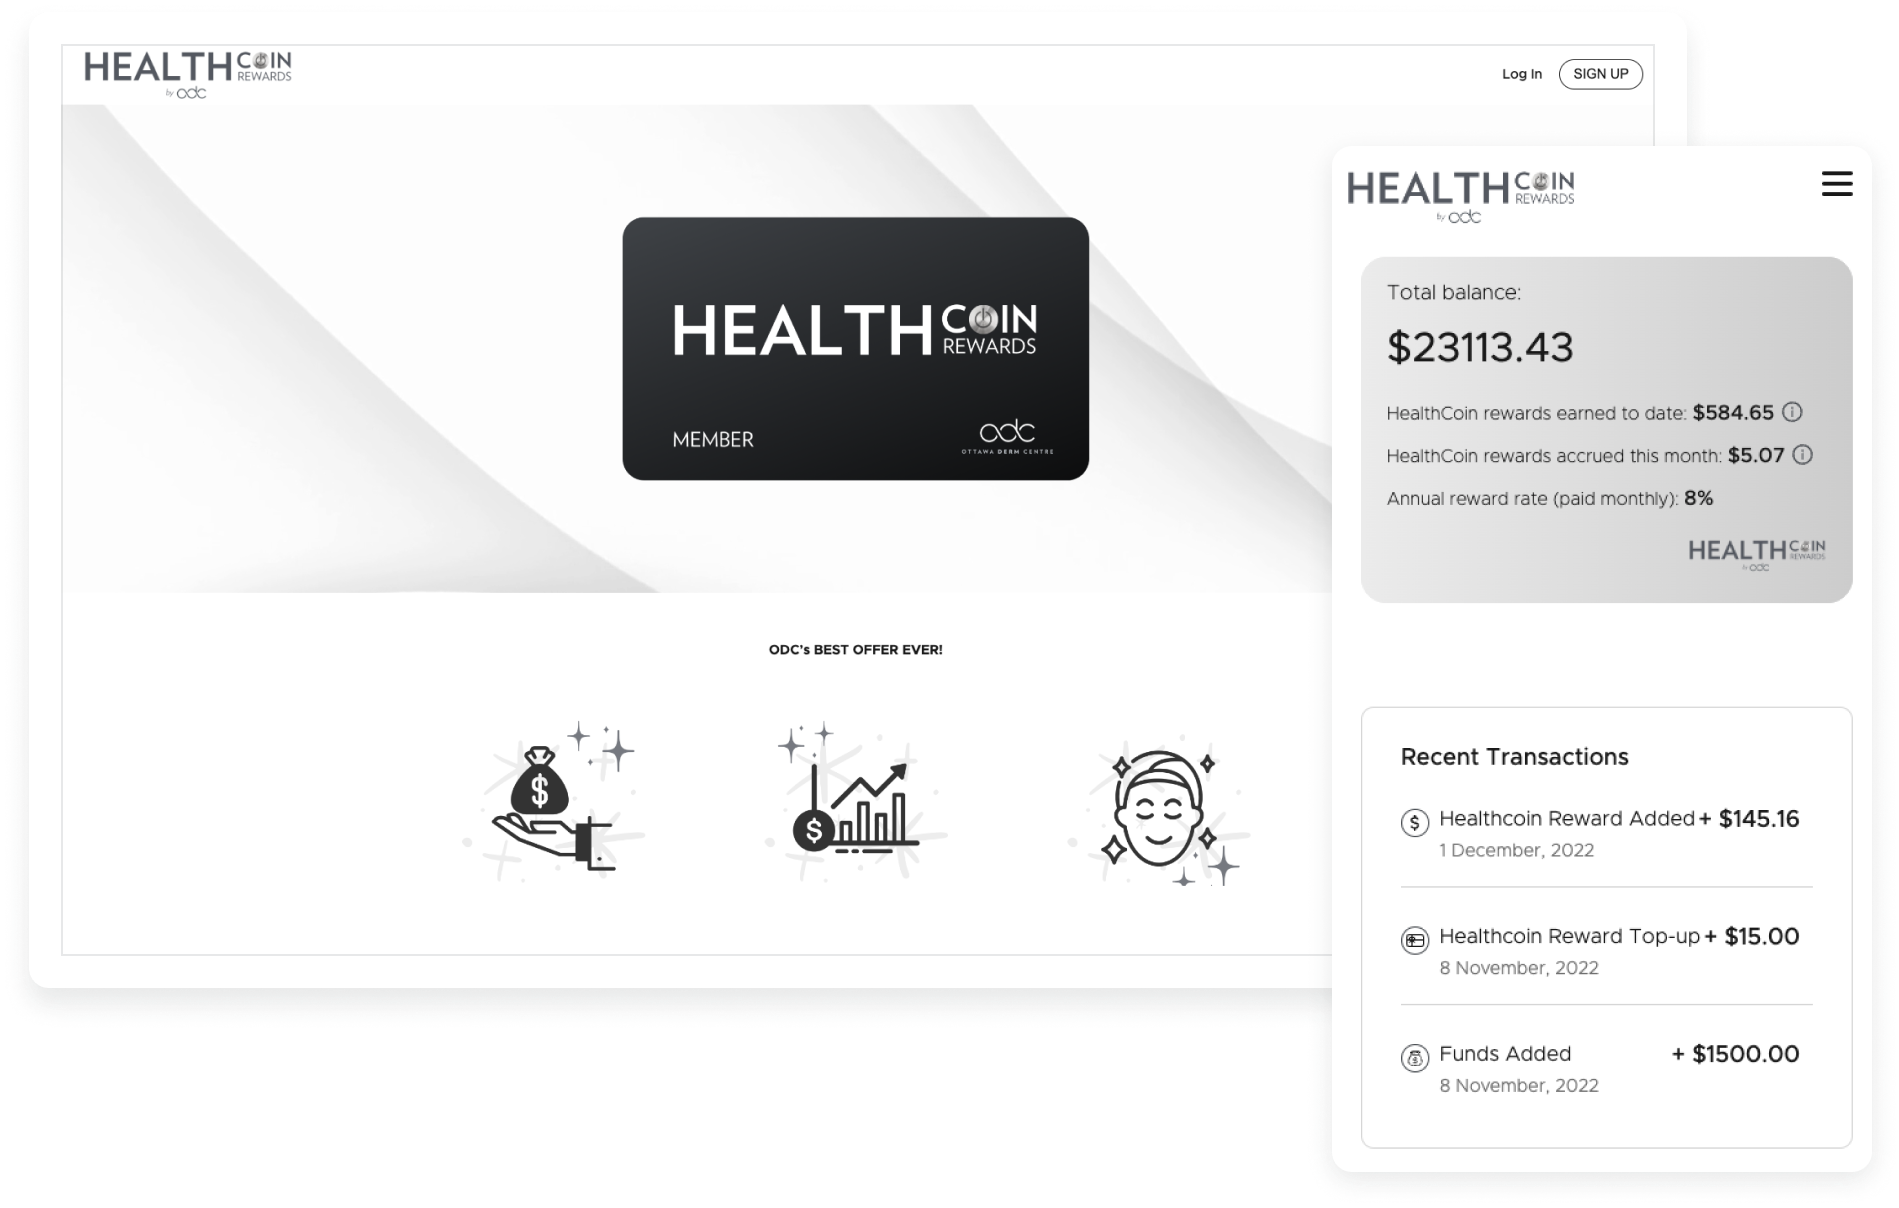 HEALTH COIN
REWARDS
by odc
Log In
SIGN UP
HEALTH COIN
REWARDS
MEMBER
odc
OTTAWA DERM CENTRE
ODC's BEST OFFER EVER!
$
$
HEALTH COIN
REWARDS
by odc
Total balance:
$23113.43
HealthCoin rewards earned to date: $584.65
HealthCoin rewards accrued this month: $5.07
Annual reward rate (paid monthly): 8%
HEALTH COIN
REWARDS
by odc
Recent Transactions
$ Healthcoin Reward Added + $145.16
1 December, 2022
Healthcoin Reward Top-up + $15.00
8 November, 2022
Funds Added + $1500.00
8 November, 2022